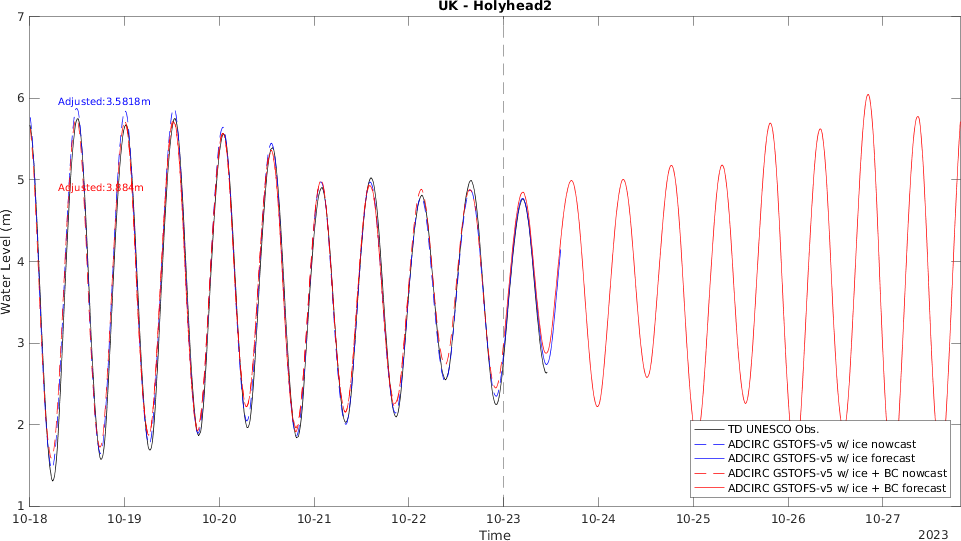 UK - Holyhead2
7
6
5
4
3
2
1
Water Level (m)
Adjusted:3.5818m
Adjusted:3.884m
TD UNESCO Obs.
ADCIRC GSTOFS-v5 w/ ice nowcast
ADCIRC GSTOFS-v5 w/ ice forecast
ADCIRC GSTOFS-v5 w/ ice + BC nowcast
ADCIRC GSTOFS-v5 w/ ice + BC forecast
10-18 10-19 10-20 10-21 10-22 10-23 10-24 10-25 10-26 10-27
Time
2023